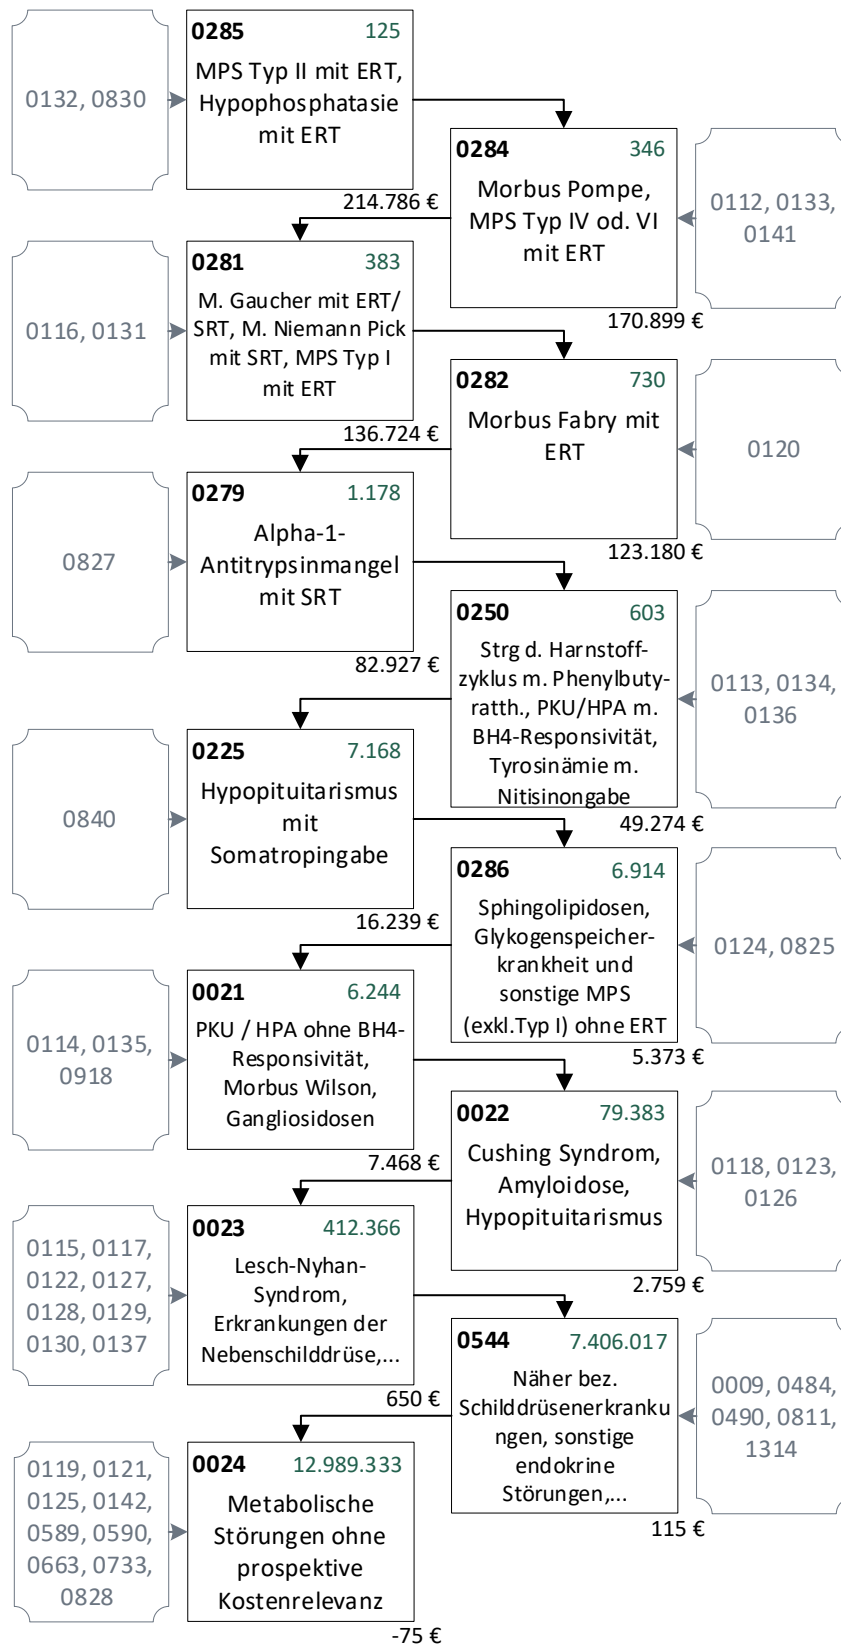 0132, 0830
0285 125
MPS Typ II mit ERT,
Hypophosphatasie
mit ERT
214.786 €
0284 346
Morbus Pompe,
MPS Typ IV od. VI
mit ERT
170.899 €
0112, 0133,
0141
0116, 0131
0281 383
M. Gaucher mit ERT/
SRT, M. Niemann Pick
mit SRT, MPS Typ I
mit ERT
136.724 €
0282 730
Morbus Fabry mit
ERT
123.180 €
0120
0827
0279 1.178
Alpha-1-
Antitrypsinmangel
mit SRT
82.927 €
0250 603
Strg d. Harnstoff-
zyklus m. Phenylbuty-
ratth., PKU/HPA m.
BH4-Responsivität,
Tyrosinämie m.
Nitisinongabe
49.274 €
0113, 0134,
0136
0840
0225 7.168
Hypopituitarismus
mit
Somatropingabe
16.239 €
0286 6.914
Sphingolipidosen,
Glykogenspeicher-
krankheit und
sonstige MPS
(exkl.Typ I) ohne ERT
5.373 €
0124, 0825
0114, 0135,
0918
0021 6.244
PKU / HPA ohne BH4-
Responsivität,
Morbus Wilson,
Gangliosidosen
7.468 €
0022 79.383
Cushing Syndrom,
Amyloidose,
Hypopituitarismus
2.759 €
0118, 0123,
0126
0115, 0117,
0122, 0127,
0128, 0129,
0130, 0137
0023 412.366
Lesch-Nyhan-
Syndrom,
Erkrankungen der
Nebenschilddrüse,...
650 €
0544 7.406.017
Näher bez.
Schilddrüsenerkranku
ngen, sonstige
endokrine
Störungen,...
115 €
0009, 0484,
0490, 0811,
1314
0119, 0121,
0125, 0142,
0589, 0590,
0663, 0733,
0828
0024 12.989.333
Metabolische
Störungen ohne
prospektive
Kostenrelevanz
-75 €